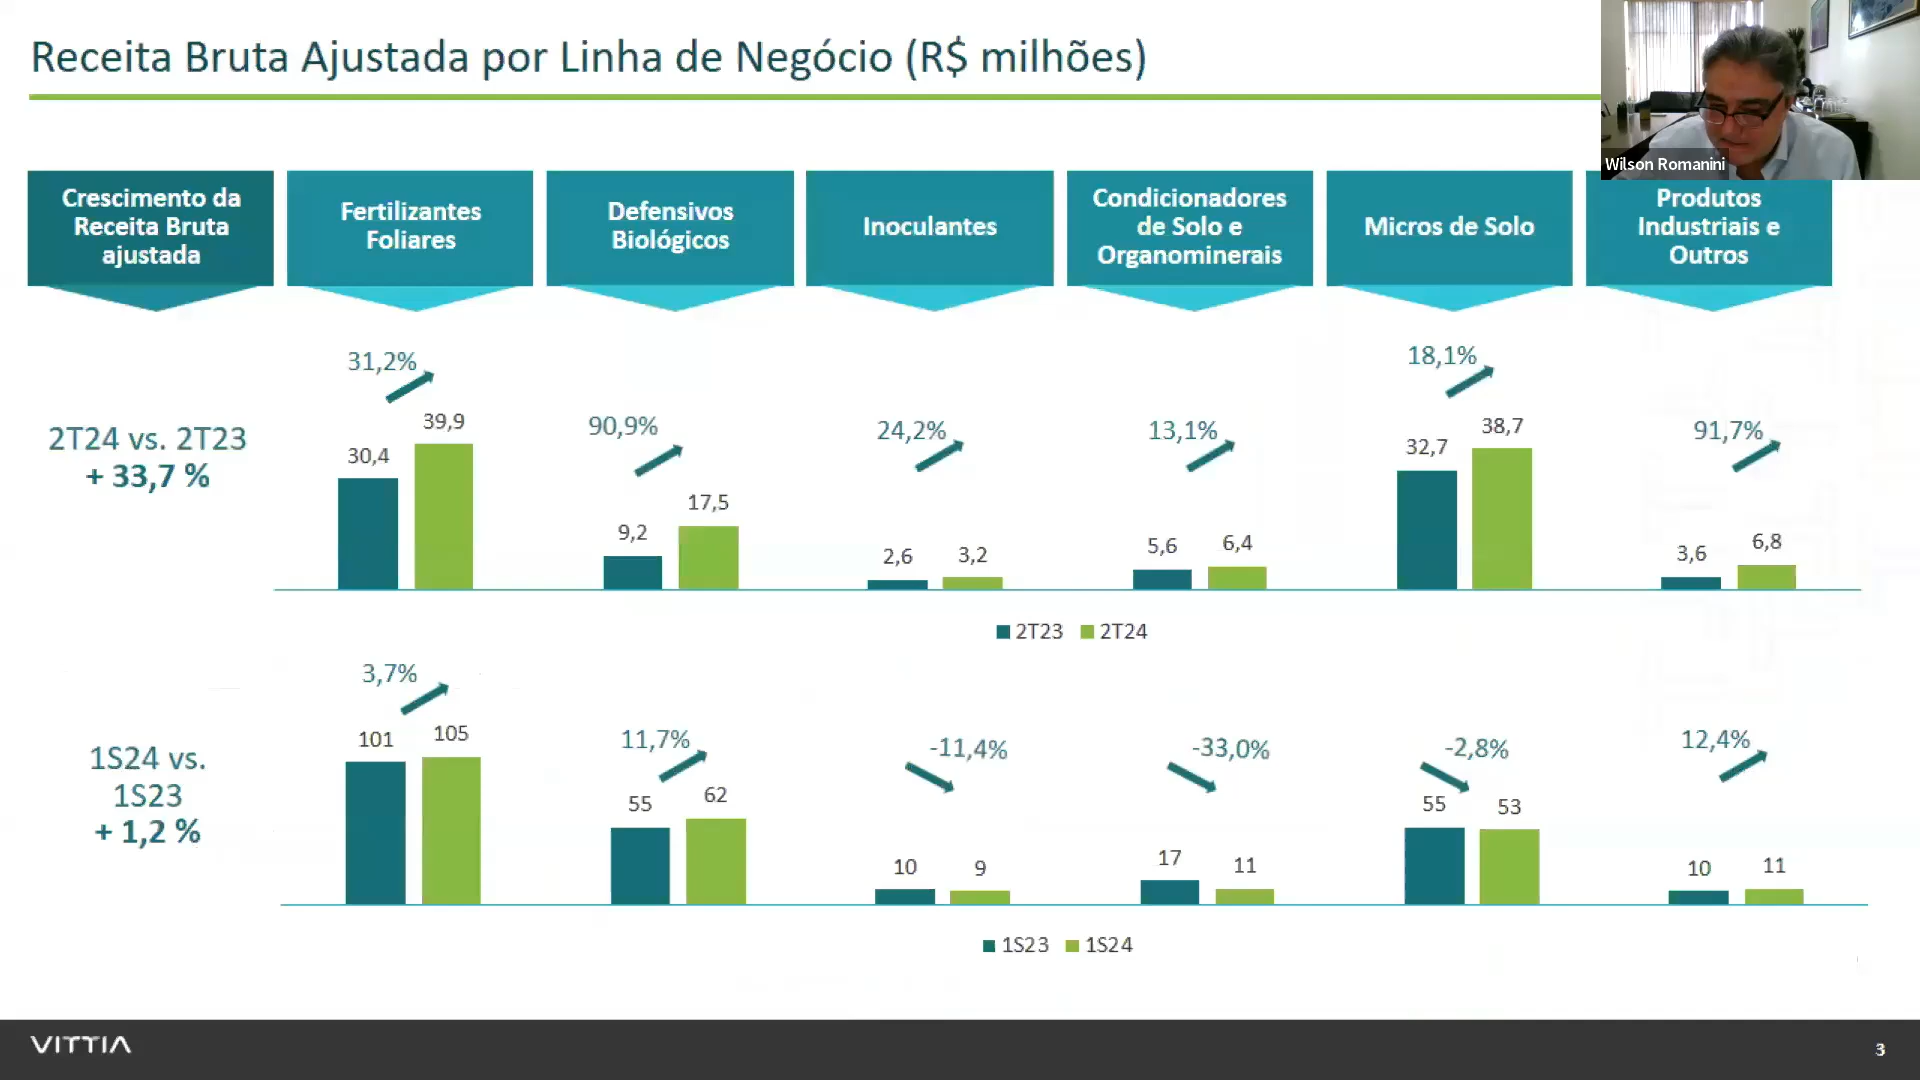 Receita Bruta Ajustada por Linha de Negócio (R$ milhões)
Wilson Romanini
Crescimento da
Receita Bruta
ajustada
Fertilizantes
Foliares
Defensivos
Biológicos
Inoculantes
Condicionadores
de Solo e
Organominerais
Micros de Solo
Produtos
Industriais e
Outros
2T24 vs. 2T23
+ 33,7 %
31,2%
30,4
39,9
90,9%
9,2
17,5
24,2%
2,6
3,2
13,1%
5,6
6,4
18,1%
32,7
38,7
91,7%
3,6
6,8
2T23
2T24
1S24 vs.
1S23
+ 1,2 %
3,7%
101
105
11,7%
55
62
-11,4%
10
9
-33,0%
17
11
-2,8%
55
53
12,4%
10
11
1S23
1S24
VITTIA
3